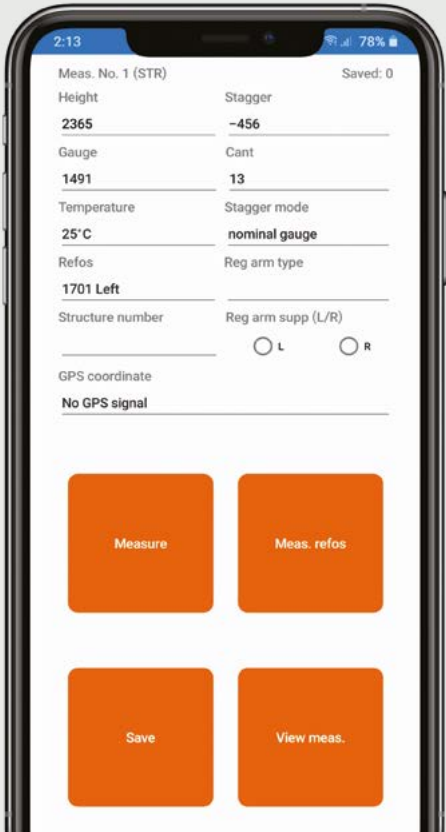 2:13 78%
Meas. No. 1 (STR) Saved: 0
Height Stagger
2365 −456
Gauge Cant
1491 13
Temperature Stagger mode
25°C nominal gauge
Refos Reg arm type
1701 Left
Structure number Reg arm supp (L/R)
L R
GPS coordinate
No GPS signal
Measure Meas. refos
Save View meas.